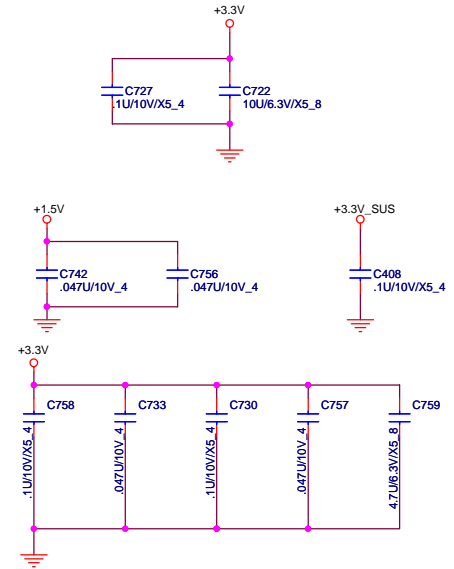 +3.3V
C727
.1U/10V/X5_4
C722
10U/6.3V/X5_8
+1.5V
C742
.047U/10V_4
C756
.047U/10V_4
+3.3V_SUS
C408
.1U/10V/X5_4
+3.3V
C758
.1U/10V/X5_4
C733
.047U/10V_4
C730
.1U/10V/X5_4
C757
.047U/10V_4
C759
4.7U/6.3V/X5_8